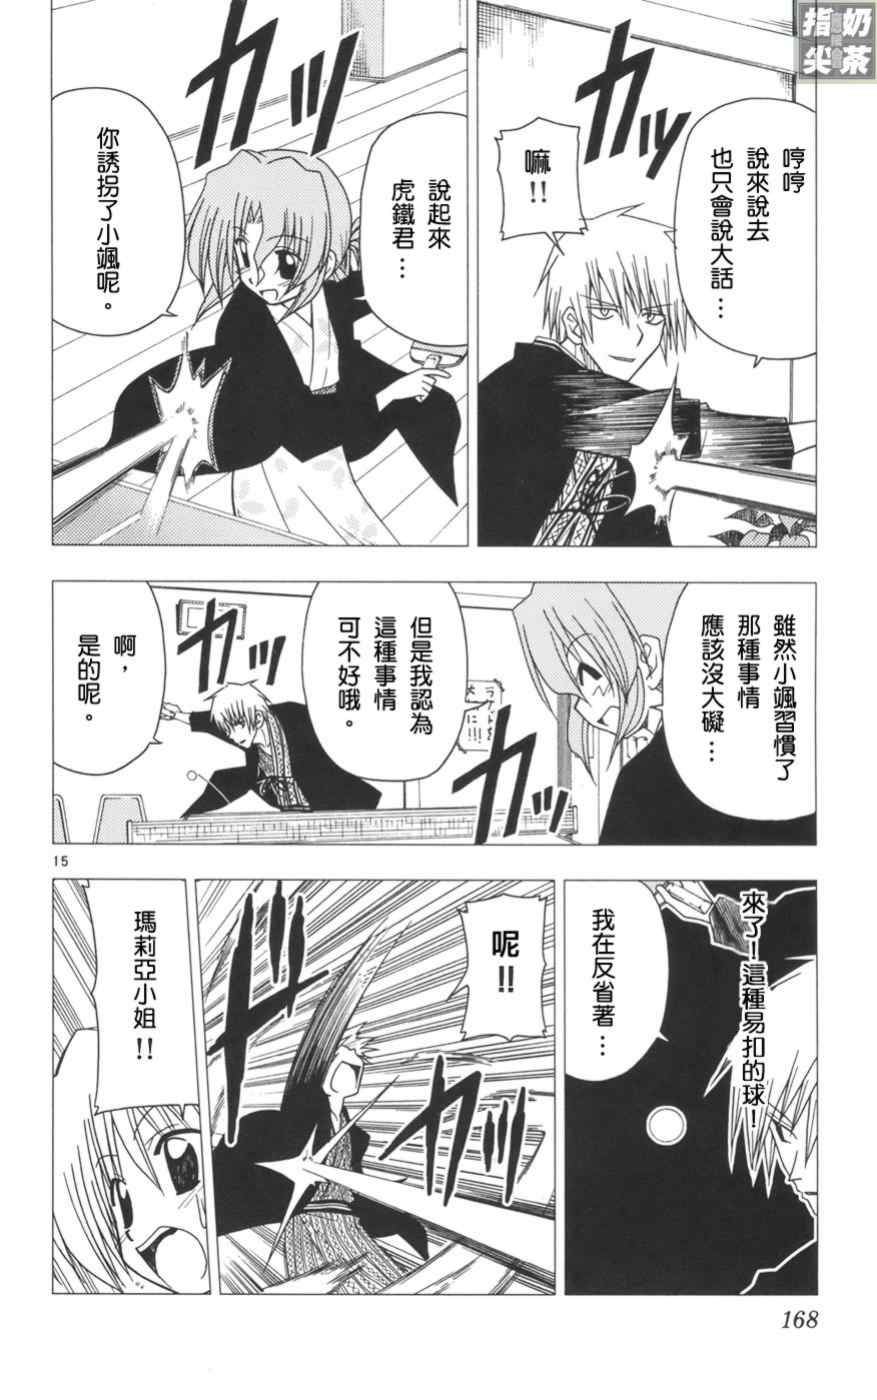 指奶
尖茶
哼哼
說來說去
也只會說大話…
嘛!!
カッ
說起來
虎鐵君…
カッ
你誘拐了小颯呢。
雖然小颯習慣了
那種事情
應該沒大礙…
カッ
但是我認為
這種事情
可不好哦。
カッ
啊，
是的呢。
15
來了!這種易扣的球!
我在反省著…
呢!!
瑪莉亞小姐!!
168